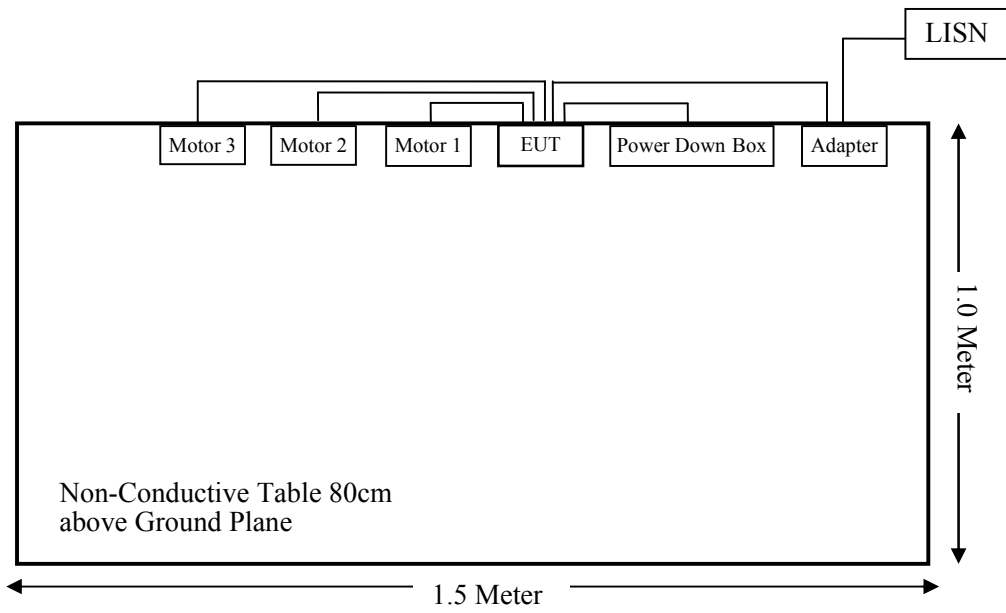 LISN
Motor 3
Motor 2
Motor 1
EUT
Power Down Box
Adapter
1.0 Meter
Non-Conductive Table 80cm
above Ground Plane
1.5 Meter